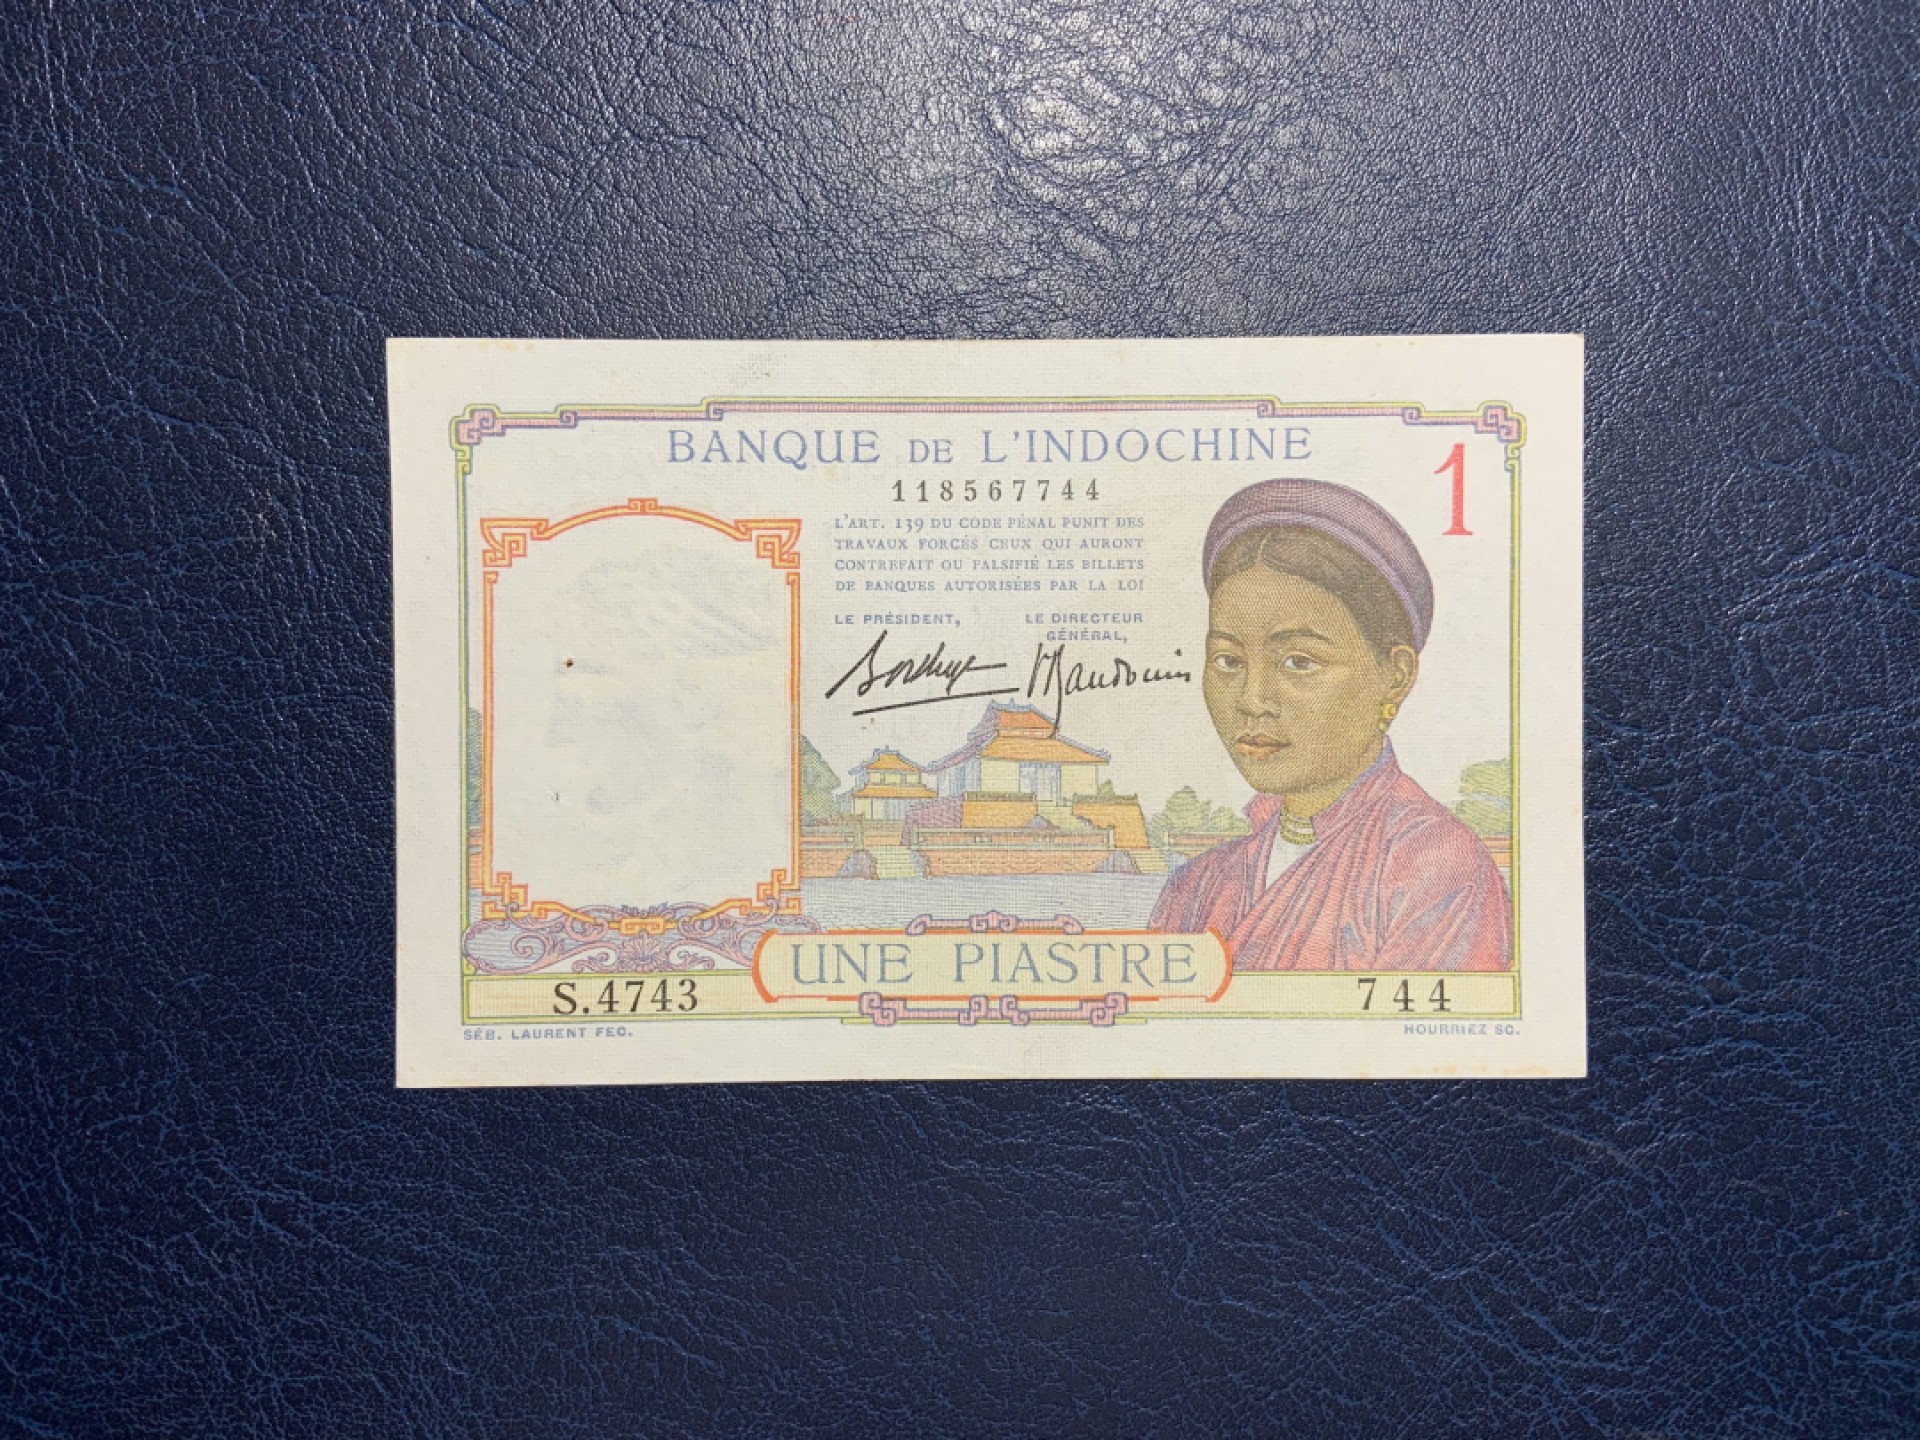 BANQUE DE L'INDOCHINE
1
118567744
L'ART. 139 DU CODE PÉNAL PUNIT DES
TRAVAUX FORCÉS CEUX QUI AURONT
CONTREFAIT OU FALSIFIÉ LES BILLETS
DE BANQUES AUTORISÉES PAR LA LOI
LE PRÉSIDENT,
LE DIRECTEUR
GÉNÉRAL,
UNE PIASTRE
S.4743
744
SÉB. LAURENT FEC.
HOURRIEZ SC.